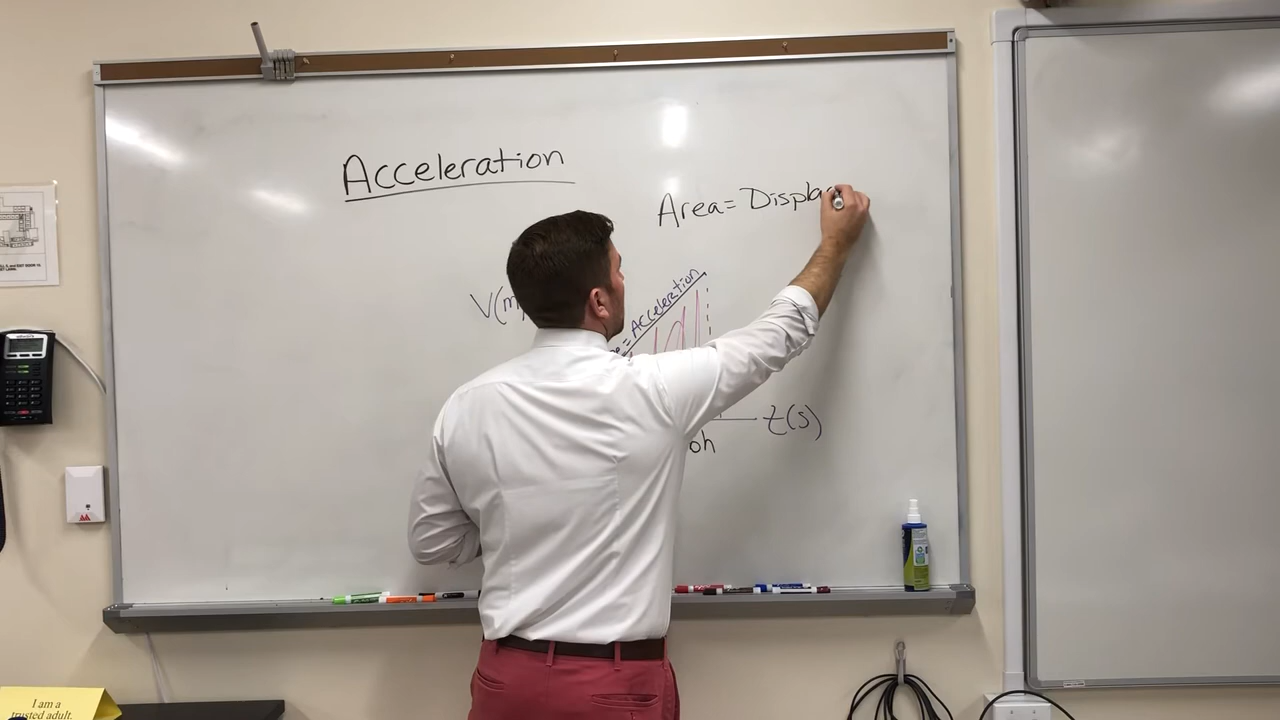 Acceleration
Area= Displa
V(m
= Acceleration
t(s)
oh
I am a
trusted adult.